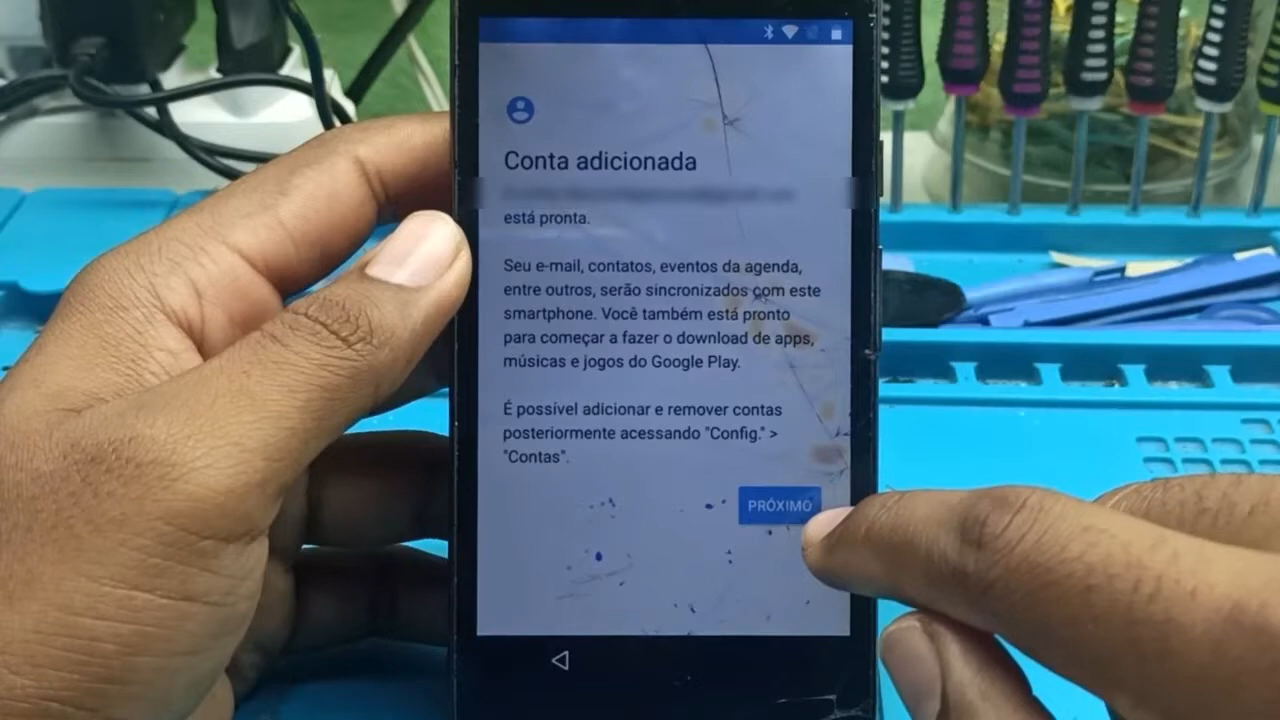 Conta adicionada
está pronta.
Seu e-mail, contatos, eventos da agenda,
entre outros, serão sincronizados com este
smartphone. Você também está pronto
para começar a fazer o download de apps,
músicas e jogos do Google Play.
É possível adicionar e remover contas
posteriormente acessando "Config." >
"Contas".
PRÓXIMO